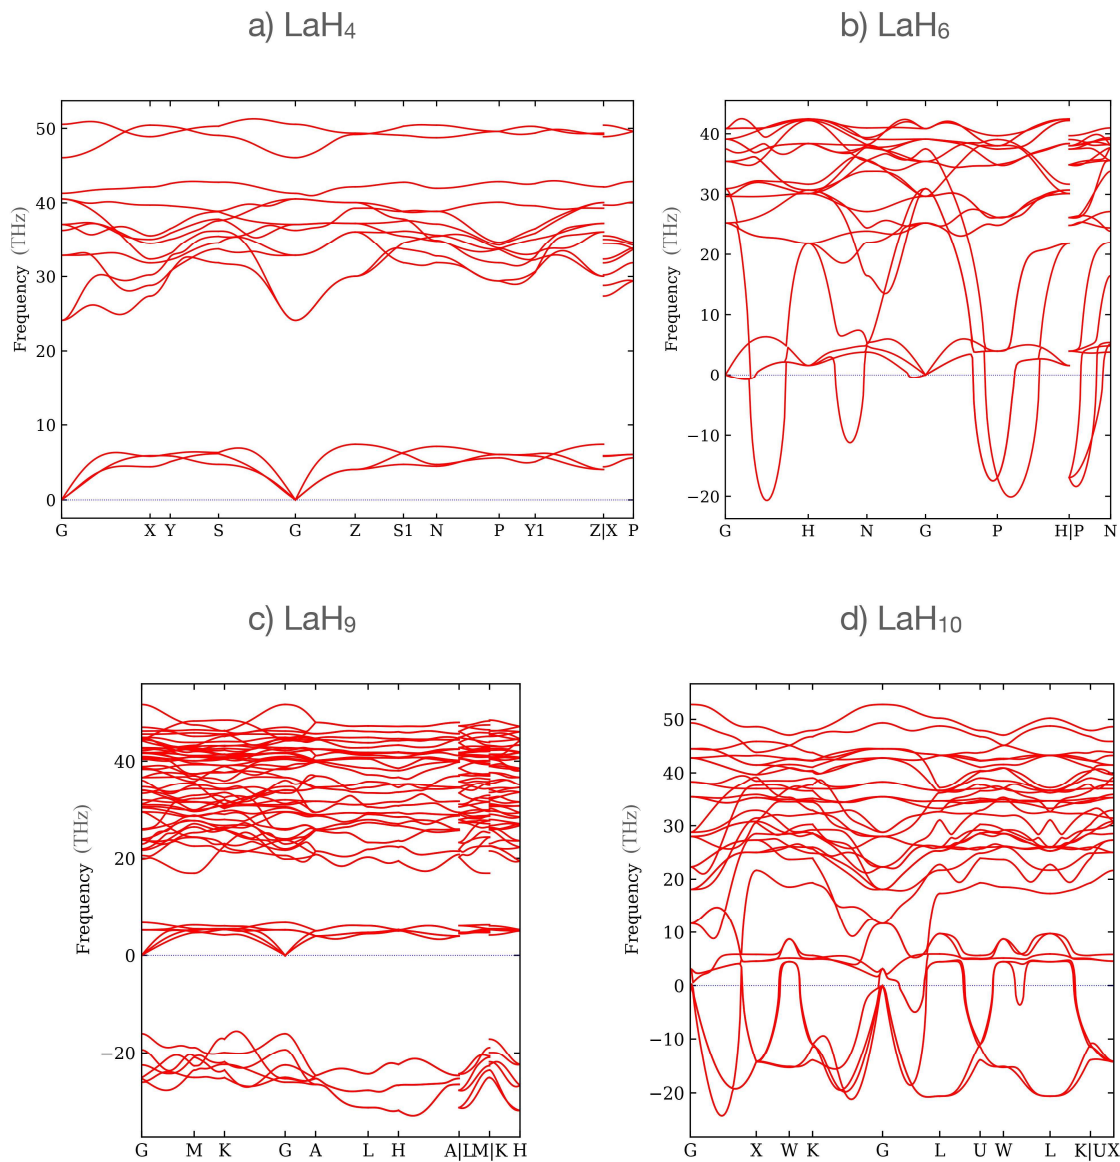 a) LaH4
b) LaH6
50
40
30
20
10
0
Frequency (THz)
G X Y S G Z S1 N P Y1 Z|X P
40
30
20
10
0
−10
−20
Frequency (THz)
G H N G P H|P N
c) LaH9
d) LaH10
40
20
0
−20
Frequency (THz)
G M K G A L H A|LM|K H
50
40
30
20
10
0
−10
−20
Frequency (THz)
G X W K G L U W L K|UX